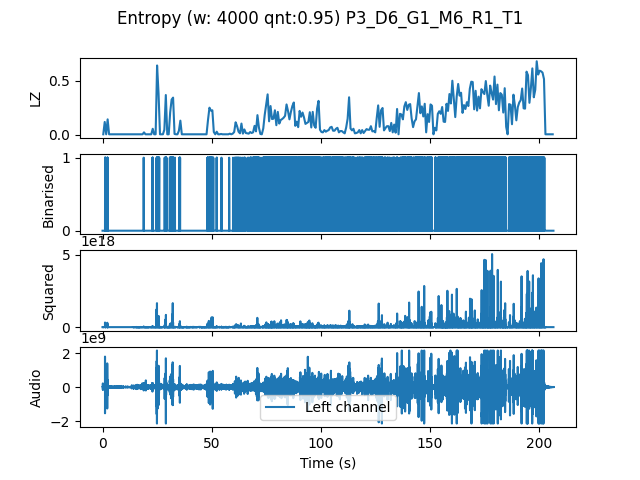 Entropy (w: 4000 qnt:0.95) P3_D6_G1_M6_R1_T1
0.5
0.0
LZ
1
0
Binarised
1e18
5
0
Squared
1e9
2
0
−2
Audio
Left channel
0
50
100
150
200
Time (s)